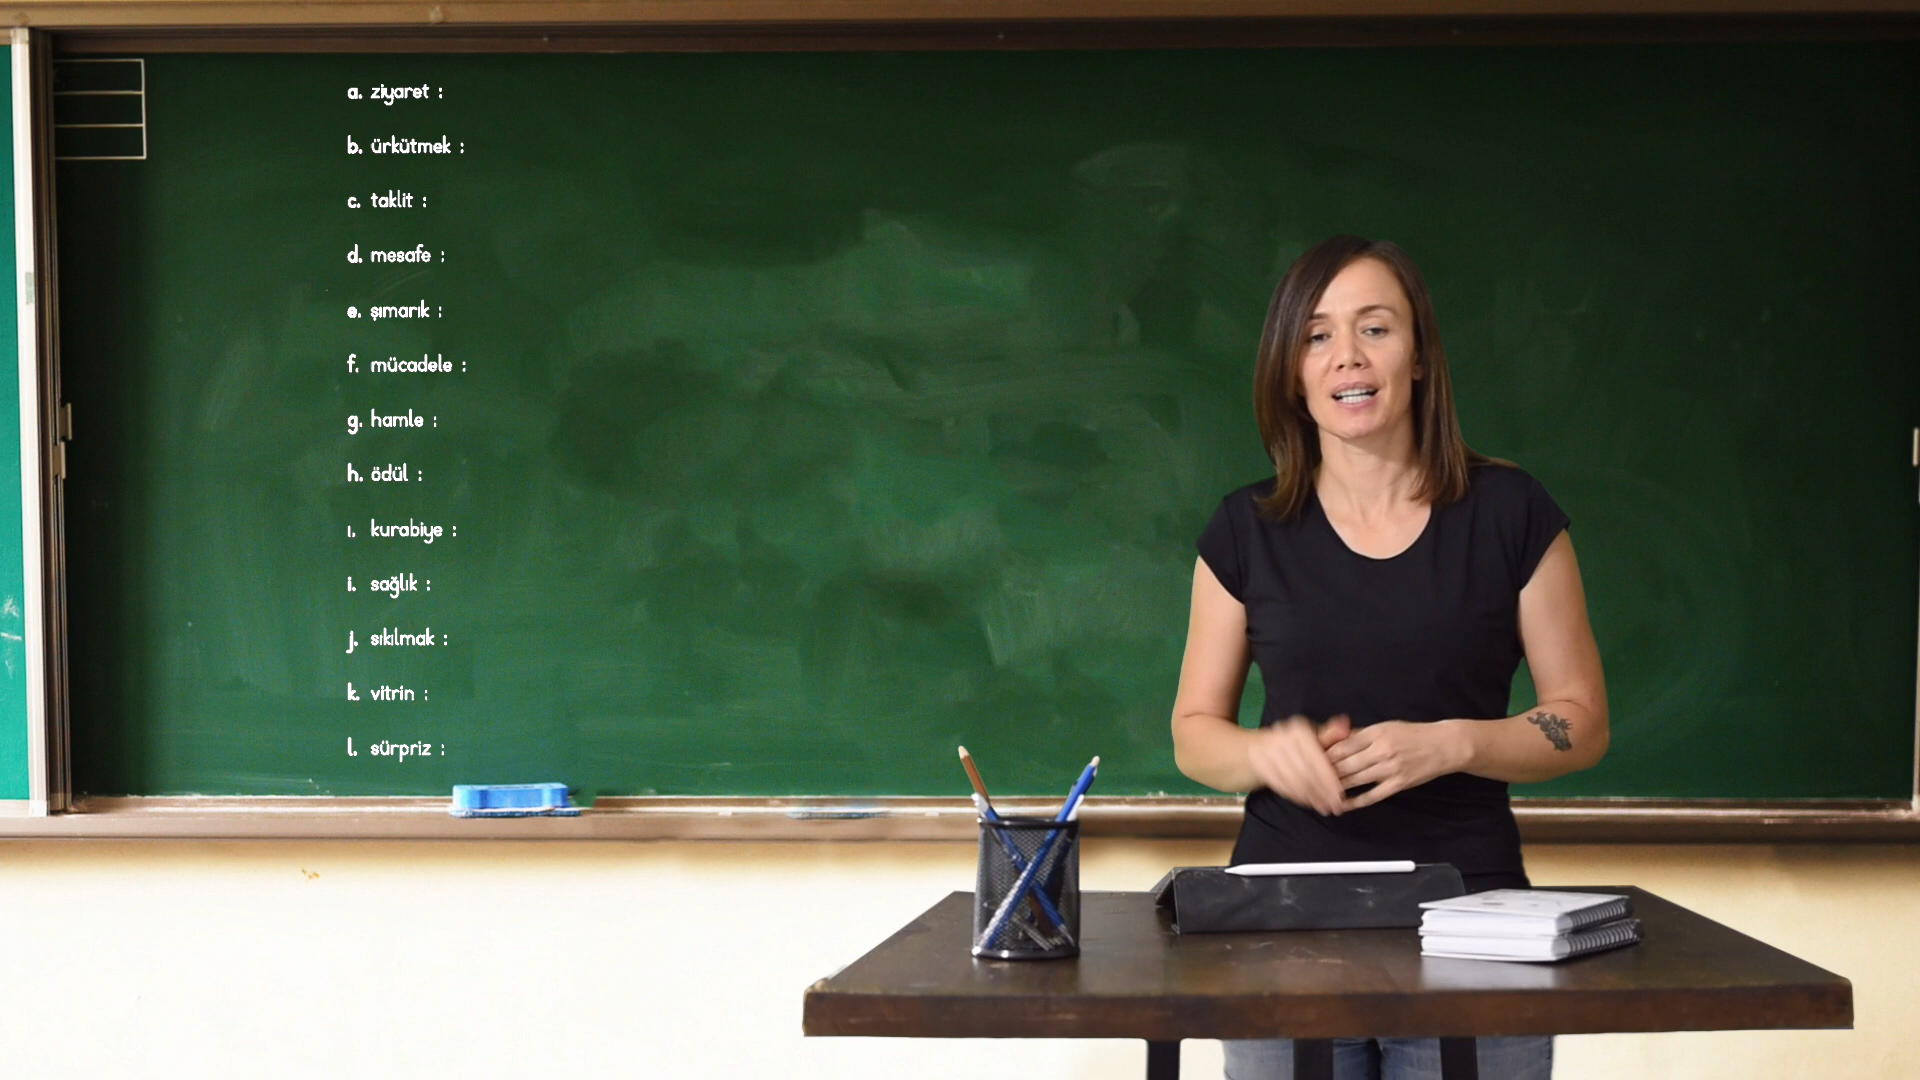 a. ziyaret :
b. ürkütmek :
c. taklit :
d. mesafe :
e. şımarık :
f. mücadele :
g. hamle :
h. ödül :
ı. kurabiye :
i. sağlık :
j. sıkılmak :
k. vitrin :
l. sürpriz :